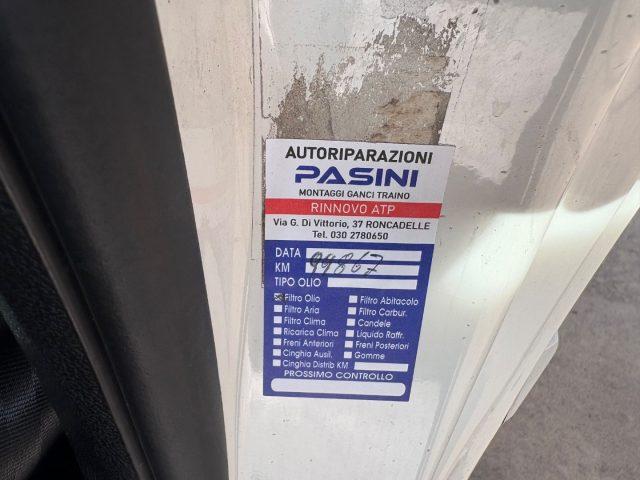 AUTORIPARAZIONI
PASINI
MONTAGGI GANCI TRAINO
RINNOVO ATP
Via G. Di Vittorio, 37 RONCADELLE
Tel. 030 2780650
DATA
KM 99867
TIPO OLIO
Filtro Olio Filtro Abitacolo
Filtro Aria Filtro Carbur.
Filtro Clima Candele
Ricarica Clima Liquido Raffr.
Freni Anteriori Freni Posteriori
Cinghia Ausil. Gomme
Cinghia Distrib KM
PROSSIMO CONTROLLO